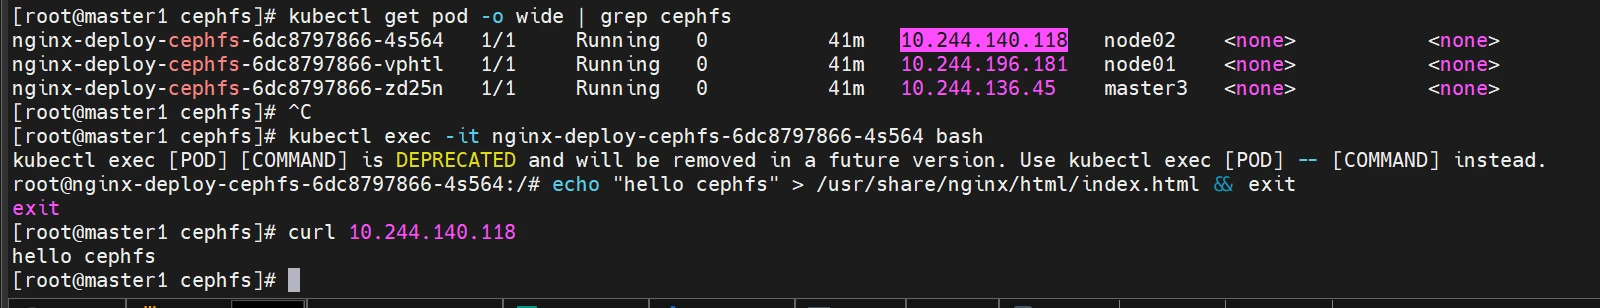 [root@master1 cephfs]# kubectl get pod -o wide | grep cephfs
nginx-deploy-cephfs-6dc8797866-4s564   1/1     Running   0          41m   10.244.140.118   node02   <none>           <none>
nginx-deploy-cephfs-6dc8797866-vphtl   1/1     Running   0          41m   10.244.196.181   node01   <none>           <none>
nginx-deploy-cephfs-6dc8797866-zd25n   1/1     Running   0          41m   10.244.136.45    master3   <none>           <none>
[root@master1 cephfs]# ^C
[root@master1 cephfs]# kubectl exec -it nginx-deploy-cephfs-6dc8797866-4s564 bash
kubectl exec [POD] [COMMAND] is DEPRECATED and will be removed in a future version. Use kubectl exec [POD] -- [COMMAND] instead.
root@nginx-deploy-cephfs-6dc8797866-4s564:/# echo "hello cephfs" > /usr/share/nginx/html/index.html && exit
exit
[root@master1 cephfs]# curl 10.244.140.118
hello cephfs
[root@master1 cephfs]#